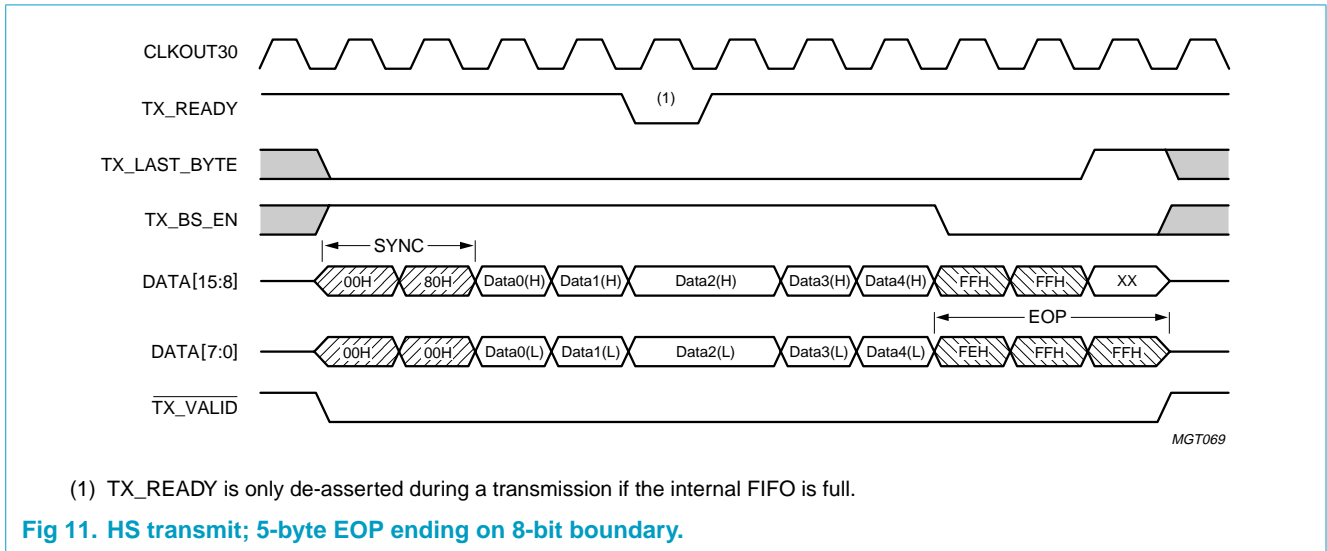 CLKOUT30
TX_READY
(1)
TX_LAST_BYTE
TX_BS_EN
SYNC
DATA[15:8] 00H 80H Data0(H) Data1(H) Data2(H) Data3(H) Data4(H) FFH FFH XX
EOP
DATA[7:0] 00H 00H Data0(L) Data1(L) Data2(L) Data3(L) Data4(L) FEH FFH FFH
TX_VALID
MGT069
(1) TX_READY is only de-asserted during a transmission if the internal FIFO is full.
Fig 11. HS transmit; 5-byte EOP ending on 8-bit boundary.